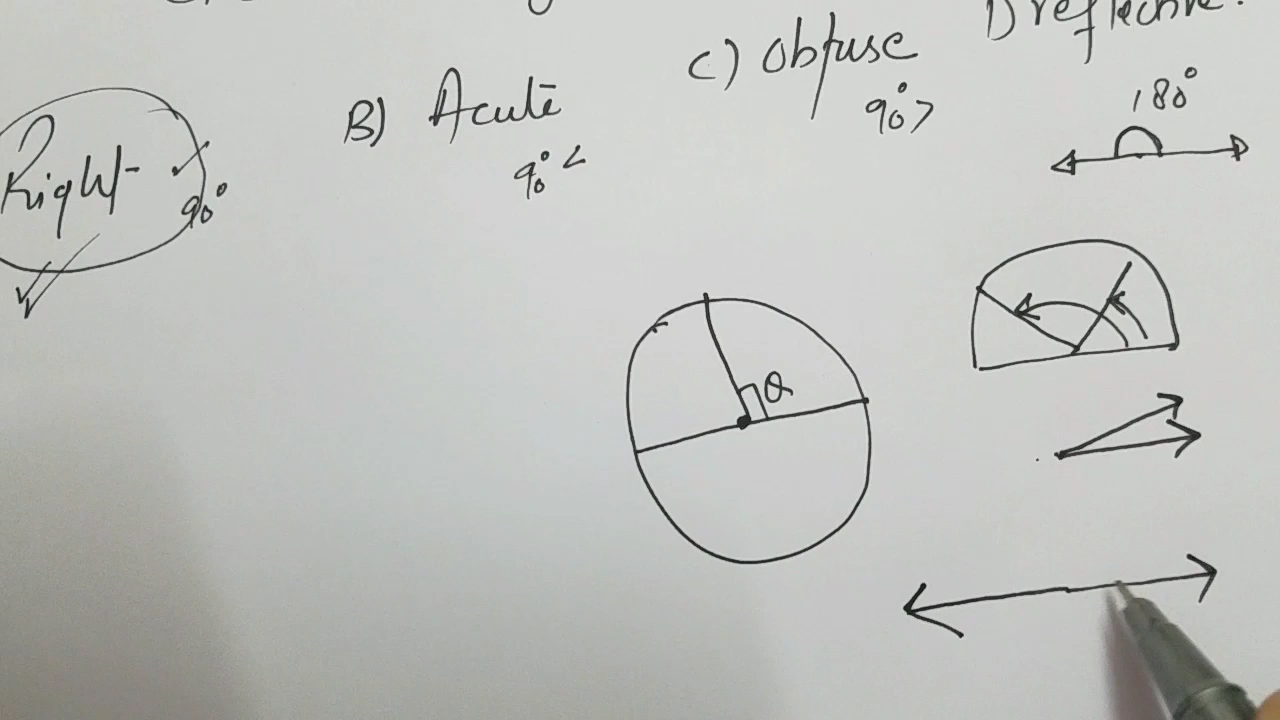 D reflective.
C) Obtuse
B) Acute
Right
90°
90° <
90° >
180°
Q